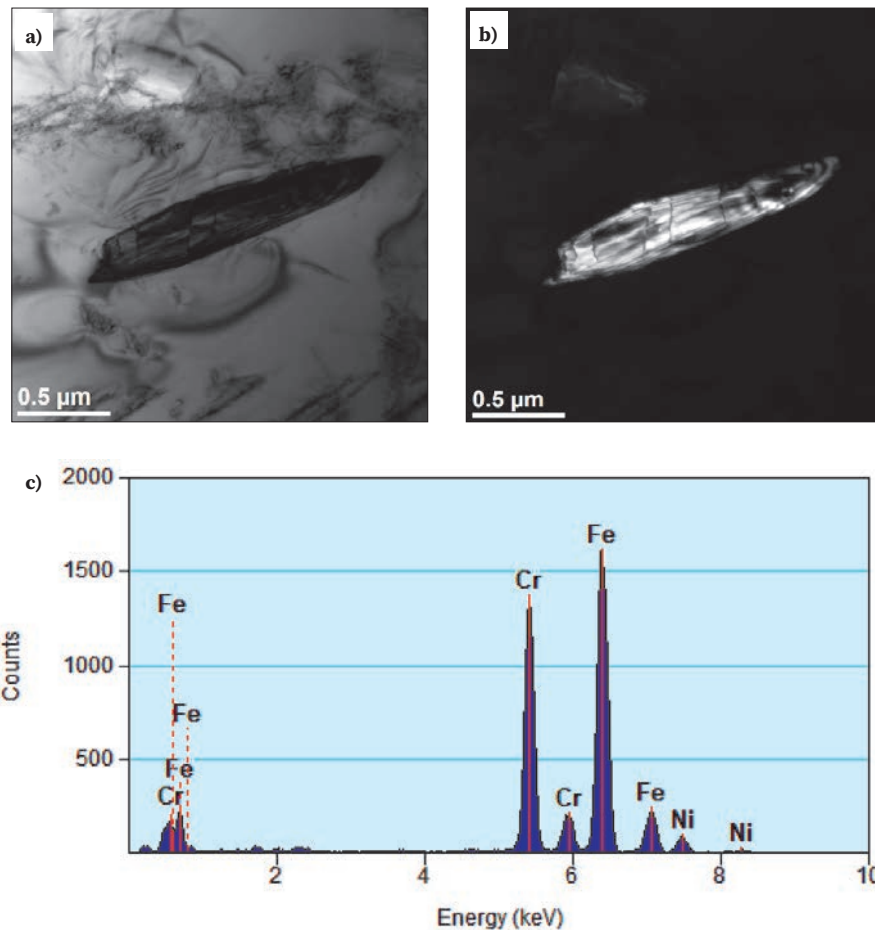 a)
b)
0.5 µm
0.5 µm
c)
2000
1500
1000
500
Counts
Fe
Fe
Fe
Cr
Cr
Cr
Fe
Fe
Ni
Ni
2
4
6
8
10
Energy (keV)